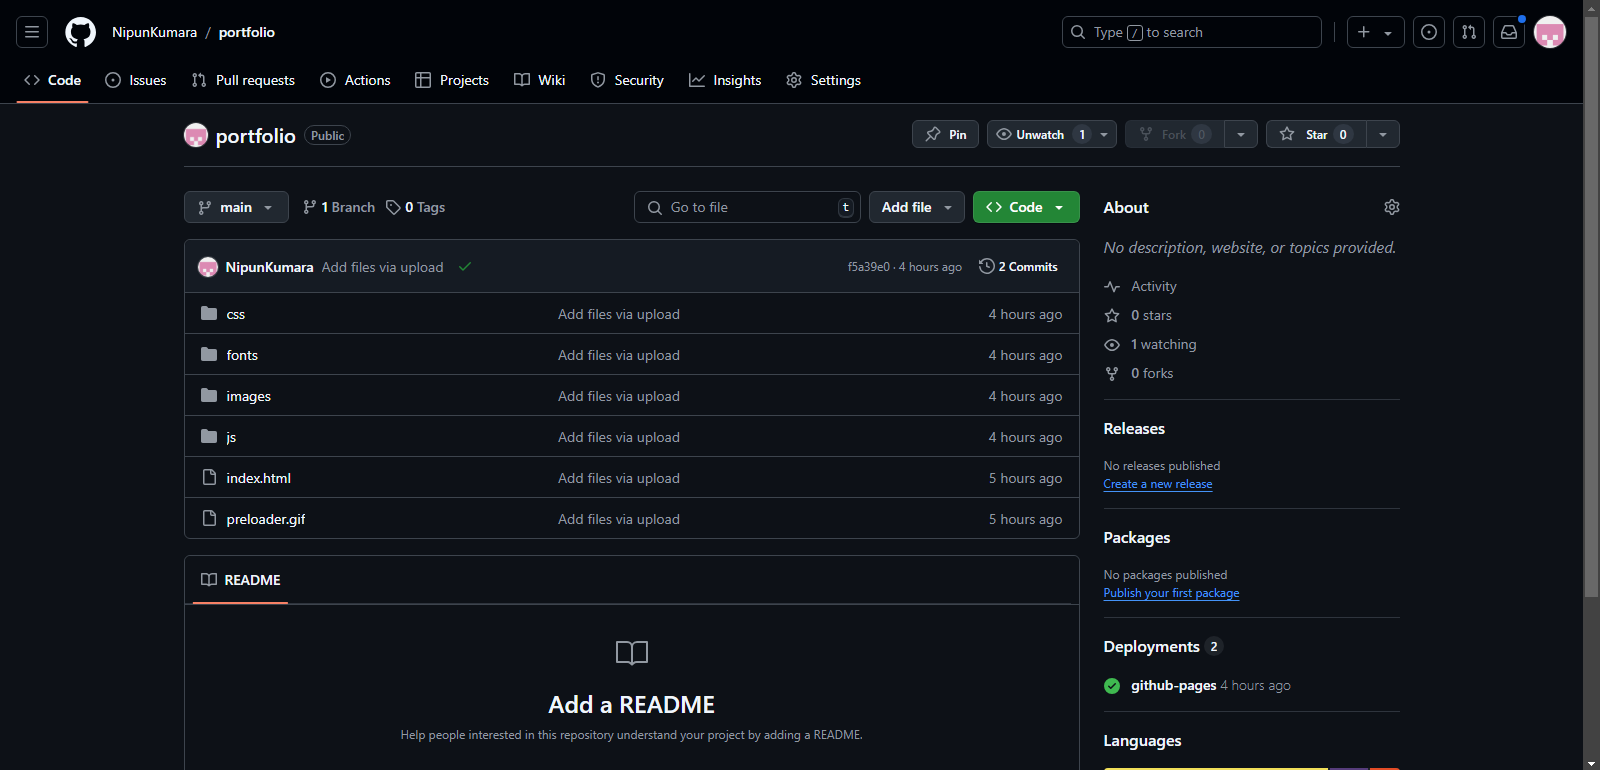 NipunKumara / portfolio
Type / to search
Code Issues Pull requests Actions Projects Wiki Security Insights Settings
portfolio Public
Pin Unwatch 1 Fork 0 Star 0
main 1 Branch 0 Tags Go to file t Add file Code
NipunKumara Add files via upload f5a39e0 · 4 hours ago 2 Commits
css Add files via upload 4 hours ago
fonts Add files via upload 4 hours ago
images Add files via upload 4 hours ago
js Add files via upload 4 hours ago
index.html Add files via upload 5 hours ago
preloader.gif Add files via upload 5 hours ago
README
Add a README
Help people interested in this repository understand your project by adding a README.
About
No description, website, or topics provided.
Activity
0 stars
1 watching
0 forks
Releases
No releases published
Create a new release
Packages
No packages published
Publish your first package
Deployments 2
github-pages 4 hours ago
Languages